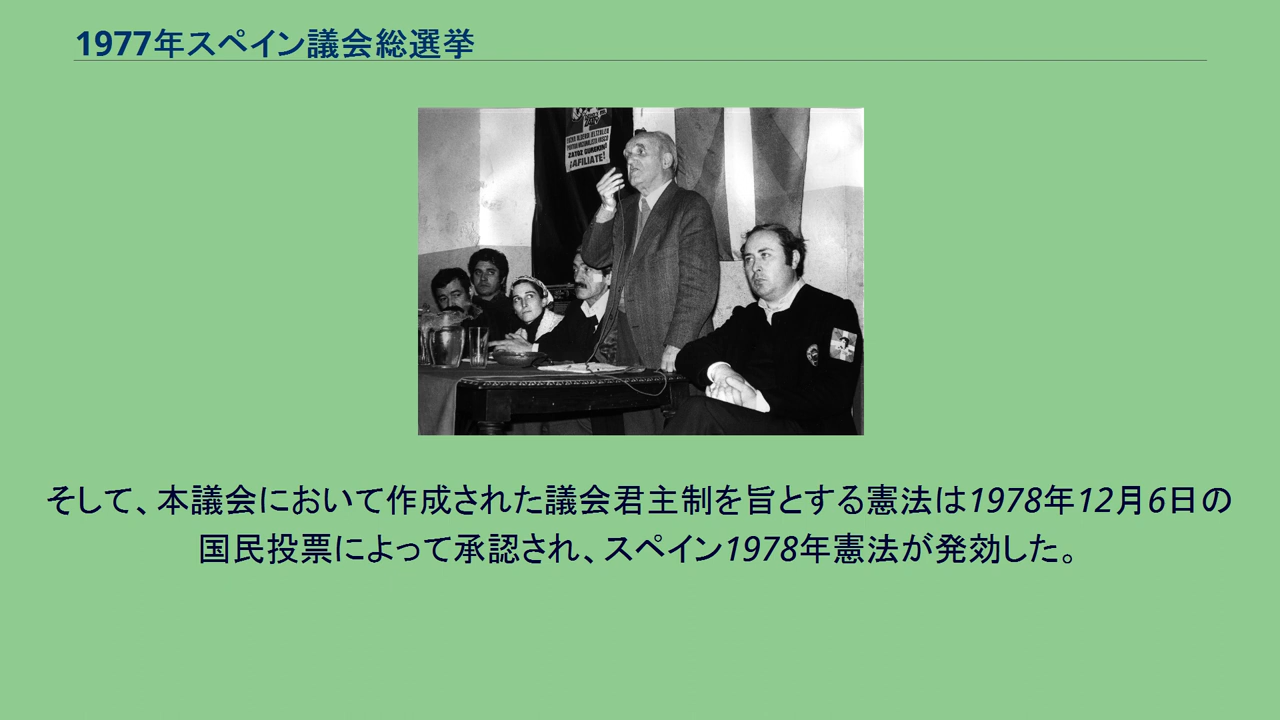 1977年スペイン議会総選挙
¡AFILIATE!
そして、本議会において作成された議会君主制を旨とする憲法は1978年12月6日の
国民投票によって承認され、スペイン1978年憲法が発効した。